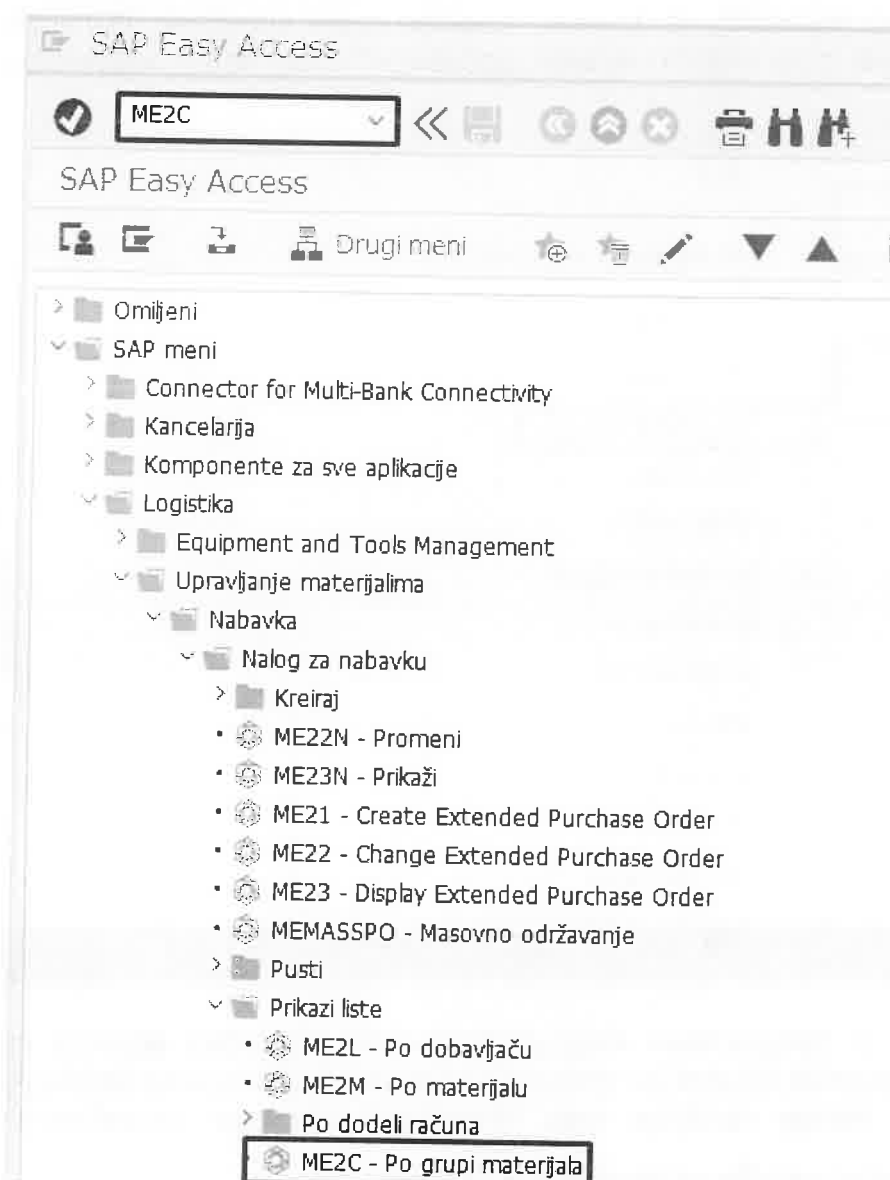 SAP Easy Access
ME2C
SAP Easy Access
Drugi meni
Omiljeni
SAP meni
Connector for Multi-Bank Connectivity
Kancelarija
Komponente za sve aplikacije
Logistika
Equipment and Tools Management
Upravljanje materijalima
Nabavka
Nalog za nabavku
Kreiraj
ME22N - Promeni
ME23N - Prikaži
ME21 - Create Extended Purchase Order
ME22 - Change Extended Purchase Order
ME23 - Display Extended Purchase Order
MEMASSPO - Masovno održavanje
Pusti
Prikazi liste
ME2L - Po dobavljaču
ME2M - Po materijalu
Po dodeli računa
ME2C - Po grupi materijala